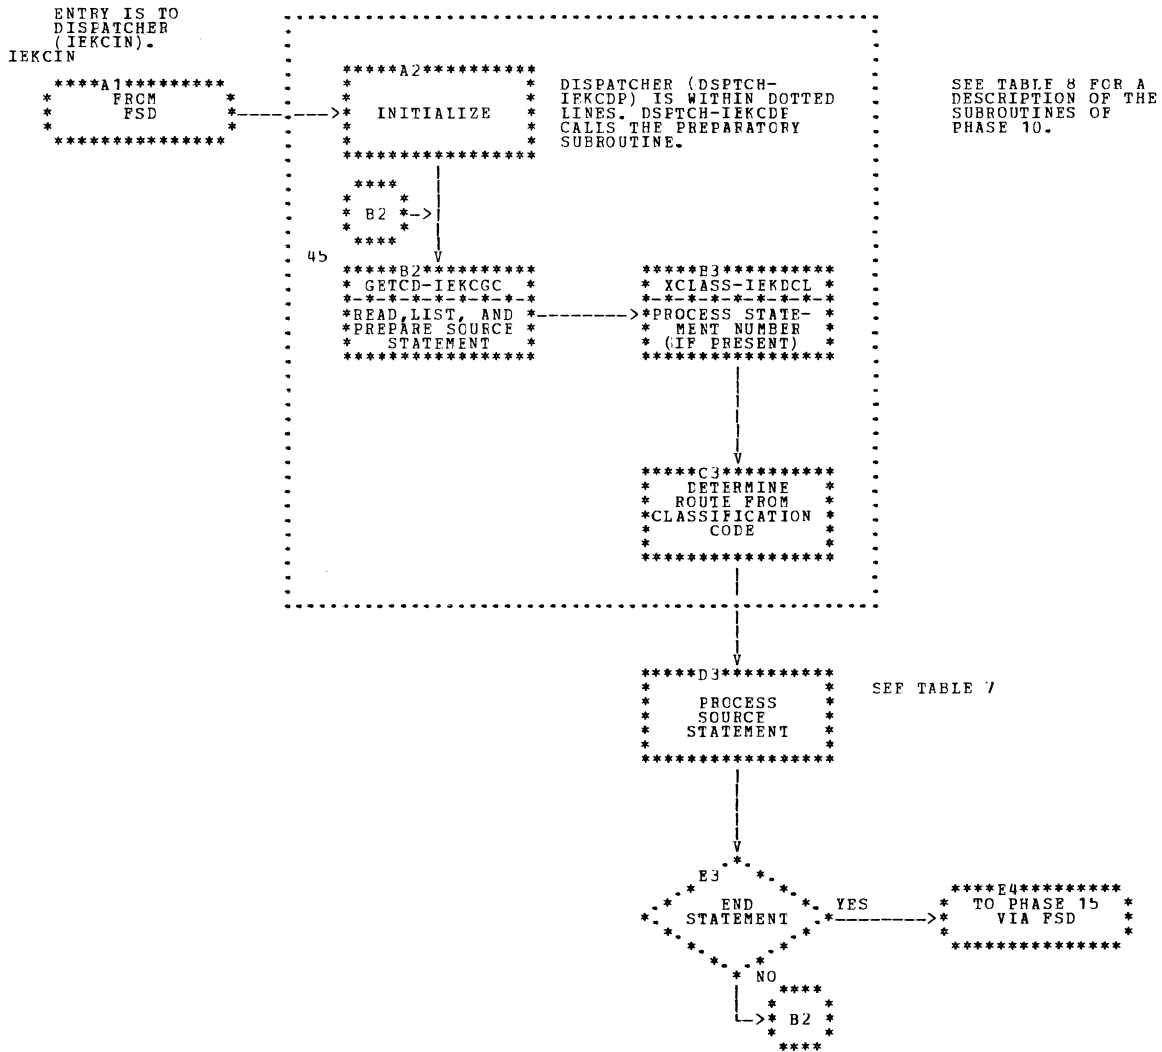 ENTRY IS TO
DISPATCHER
(IEKCIN).
IEKCIN
A1
FROM
FSD
A2
INITIALIZE
DISPATCHER (DSPTCH-
IEKCDP) IS WITHIN DOTTED
LINES. DSPTCH-IEKCDP
CALLS THE PREPARATORY
SUBROUTINE.
SEE TABLE 8 FOR A
DESCRIPTION OF THE
SUBROUTINES OF
PHASE 10.
B2
45
B2
GETCD-IEKCGC
READ,LIST, AND
PREPARE SOURCE
STATEMENT
B3
XCLASS-IEKDCL
PROCESS STATE-
MENT NUMBER
(IF PRESENT)
C3
DETERMINE
ROUTE FROM
CLASSIFICATION
CODE
D3
PROCESS
SOURCE
STATEMENT
SEE TABLE 7
E3
END
STATEMENT
YES
E4
TO PHASE 15
VIA FSD
NO
B2